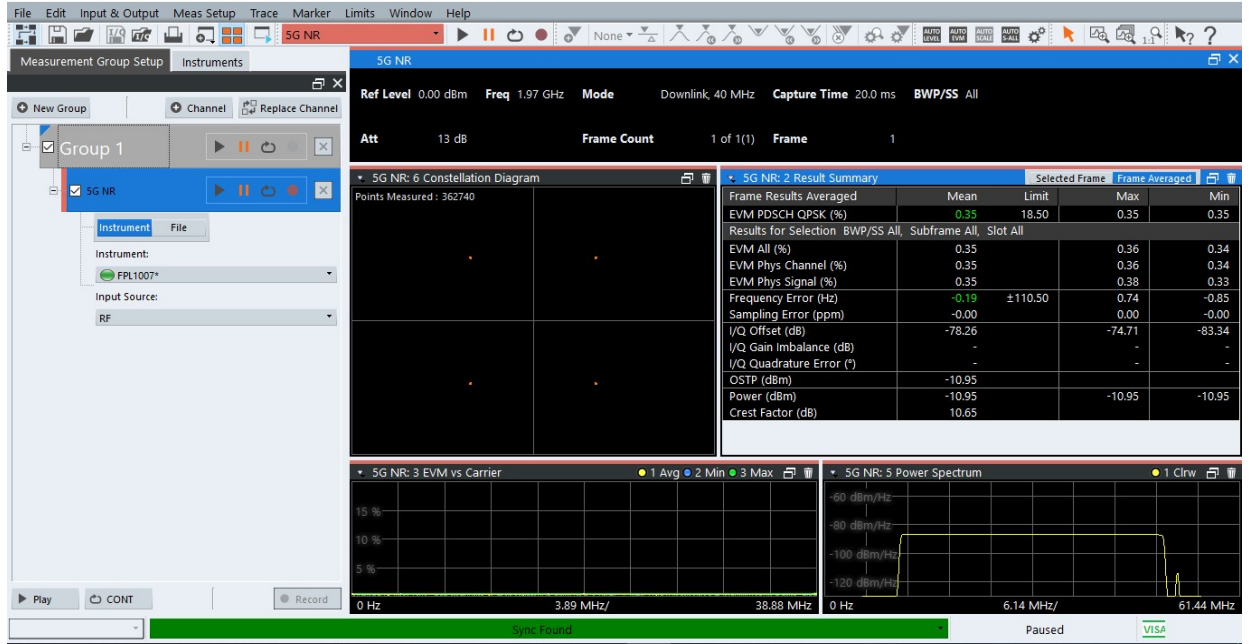 File Edit Input & Output Meas Setup Trace Marker Limits Window Help
5G NR None AUTO LEVEL AUTO EVM AUTO SCALE AUTO S-ALL 1:1 ? ?
Measurement Group Setup Instruments
New Group Channel Replace Channel
Group 1
5G NR
Instrument File
Instrument:
FPL1007*
Input Source:
RF
Play CONT Record
5G NR
Ref Level 0.00 dBm Freq 1.97 GHz Mode Downlink, 40 MHz Capture Time 20.0 ms BWP/SS All
Att 13 dB Frame Count 1 of 1(1) Frame 1
5G NR: 6 Constellation Diagram
Points Measured : 362740
5G NR: 2 Result Summary Selected Frame Frame Averaged
Frame Results Averaged Mean Limit Max Min
EVM PDSCH QPSK (%) 0.35 18.50 0.35 0.35
Results for Selection BWP/SS All, Subframe All, Slot All
EVM All (%) 0.35 0.36 0.34
EVM Phys Channel (%) 0.35 0.36 0.34
EVM Phys Signal (%) 0.35 0.38 0.33
Frequency Error (Hz) -0.19 ±110.50 0.74 -0.85
Sampling Error (ppm) -0.00 0.00 -0.00
I/Q Offset (dB) -78.26 -74.71 -83.34
I/Q Gain Imbalance (dB) - - -
I/Q Quadrature Error (°) - - -
OSTP (dBm) -10.95
Power (dBm) -10.95 -10.95 -10.95
Crest Factor (dB) 10.65
5G NR: 3 EVM vs Carrier 1 Avg 2 Min 3 Max
15 %
10 %
5 %
0 Hz 3.89 MHz/ 38.88 MHz
5G NR: 5 Power Spectrum 1 Clrw
-60 dBm/Hz
-80 dBm/Hz
-100 dBm/Hz
-120 dBm/Hz
0 Hz 6.14 MHz/ 61.44 MHz
Sync Found Paused VISA